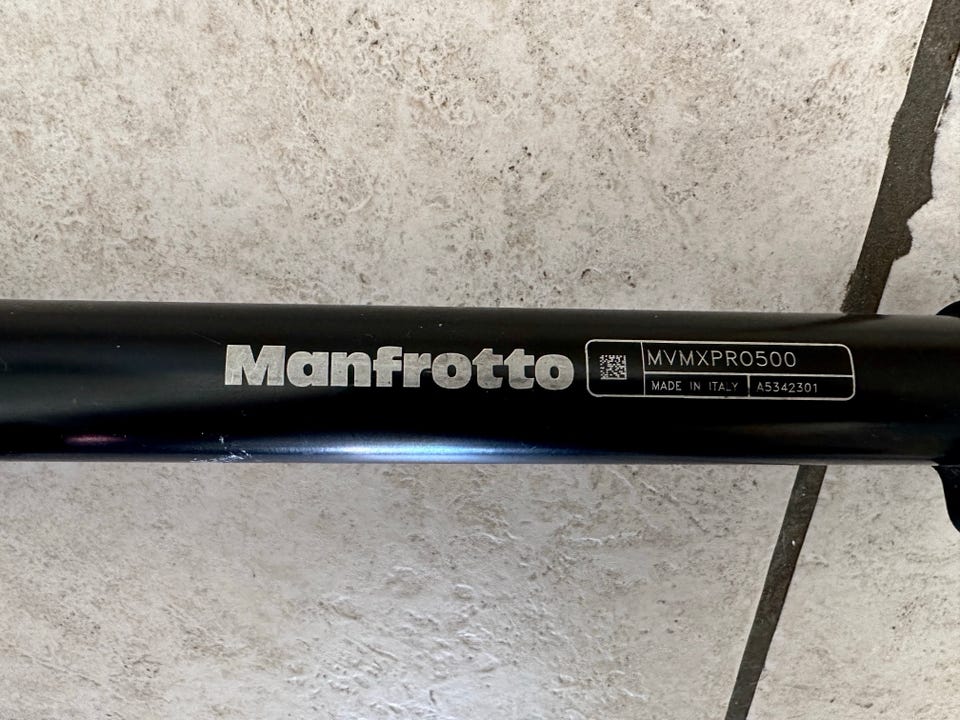 Manfrotto
MVMXPRO500
MADE IN ITALY A5342301